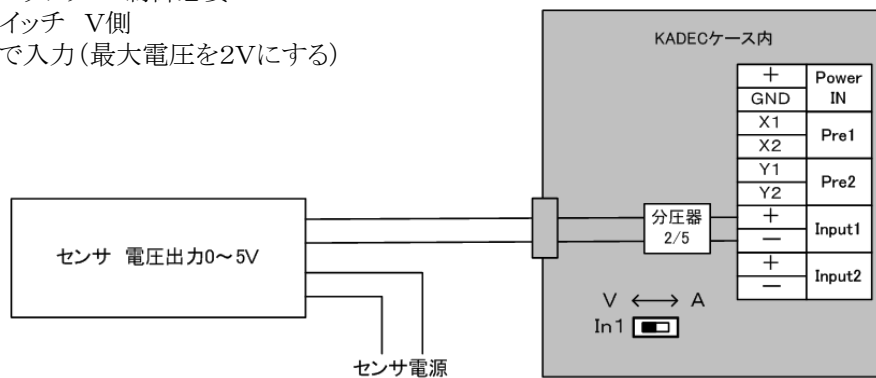 イッチ V側
で入力(最大電圧を2Vにする)
KADECケース内
+ Power IN
GND
X1 Pre1
X2
Y1 Pre2
Y2
+ Input1
—
+ Input2
—
分圧器
2/5
センサ 電圧出力0～5V
V ⟷ A
In1
センサ電源